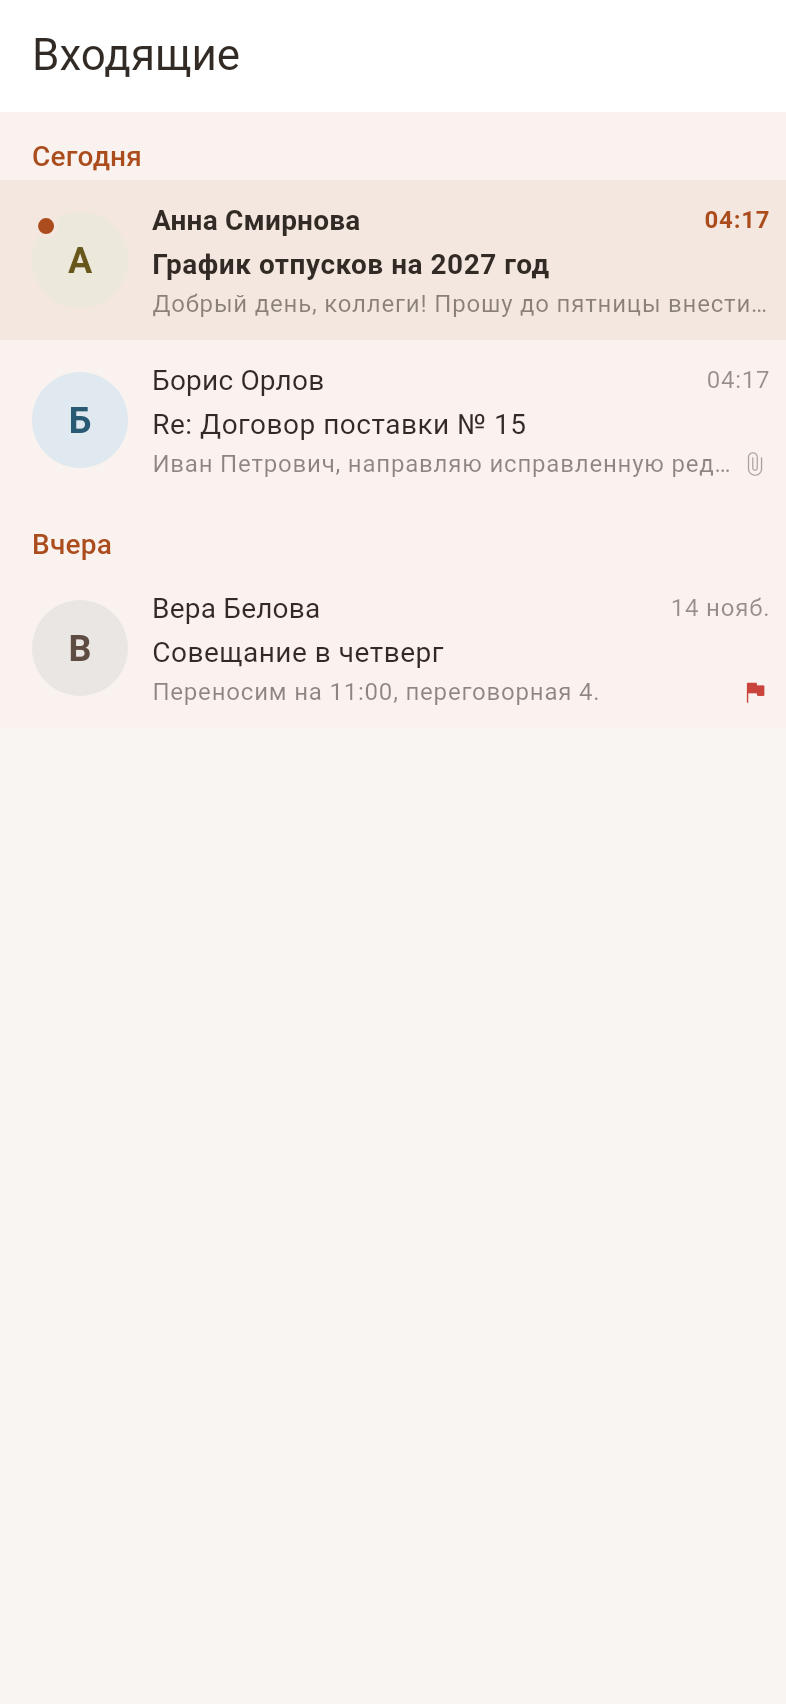 Входящие
Сегодня
А
Анна Смирнова
04:17
График отпусков на 2027 год
Добрый день, коллеги! Прошу до пятницы внести…
Б
Борис Орлов
04:17
Re: Договор поставки № 15
Иван Петрович, направляю исправленную ред…
Вчера
В
Вера Белова
14 нояб.
Совещание в четверг
Переносим на 11:00, переговорная 4.